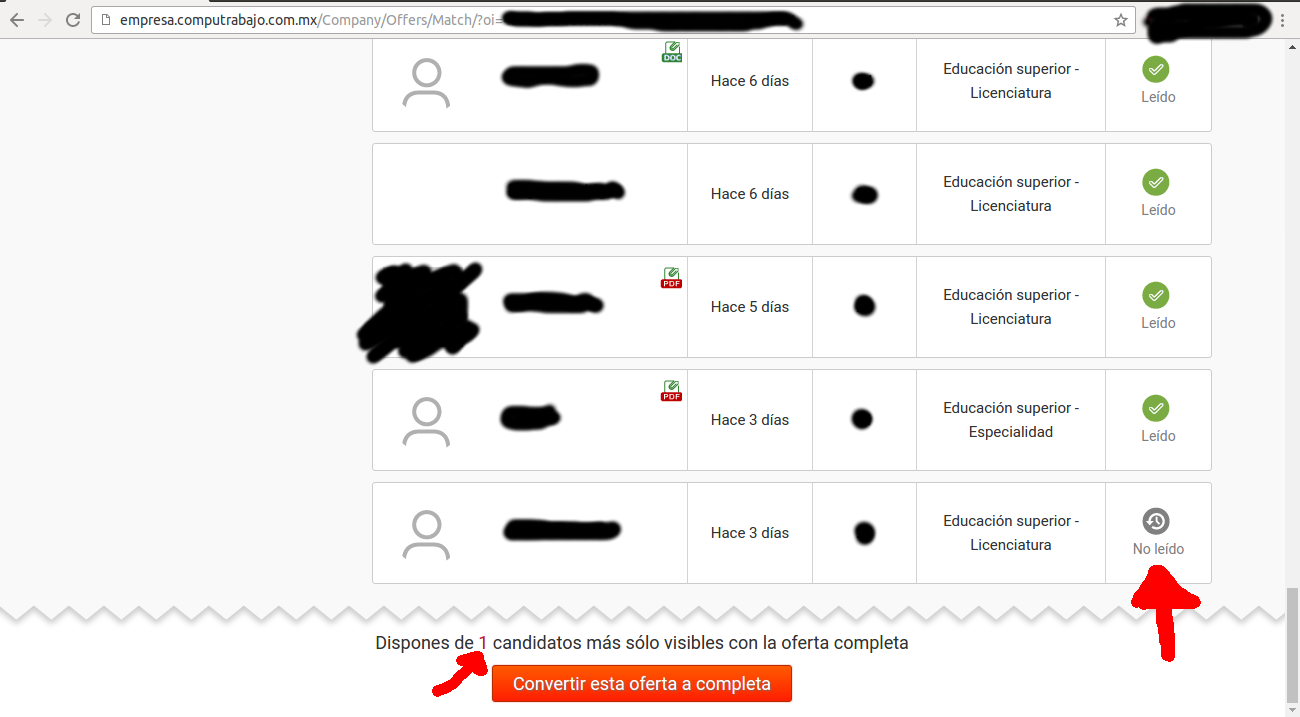 empresa.computrabajo.com.mx/Company/Offers/Match/?oi=
DOC
Hace 6 días
Educación superior -
Licenciatura
Leído
Hace 6 días
Educación superior -
Licenciatura
Leído
PDF
Hace 5 días
Educación superior -
Licenciatura
Leído
PDF
Hace 3 días
Educación superior -
Especialidad
Leído
Hace 3 días
Educación superior -
Licenciatura
No leído
Dispones de 1 candidatos más sólo visibles con la oferta completa
Convertir esta oferta a completa